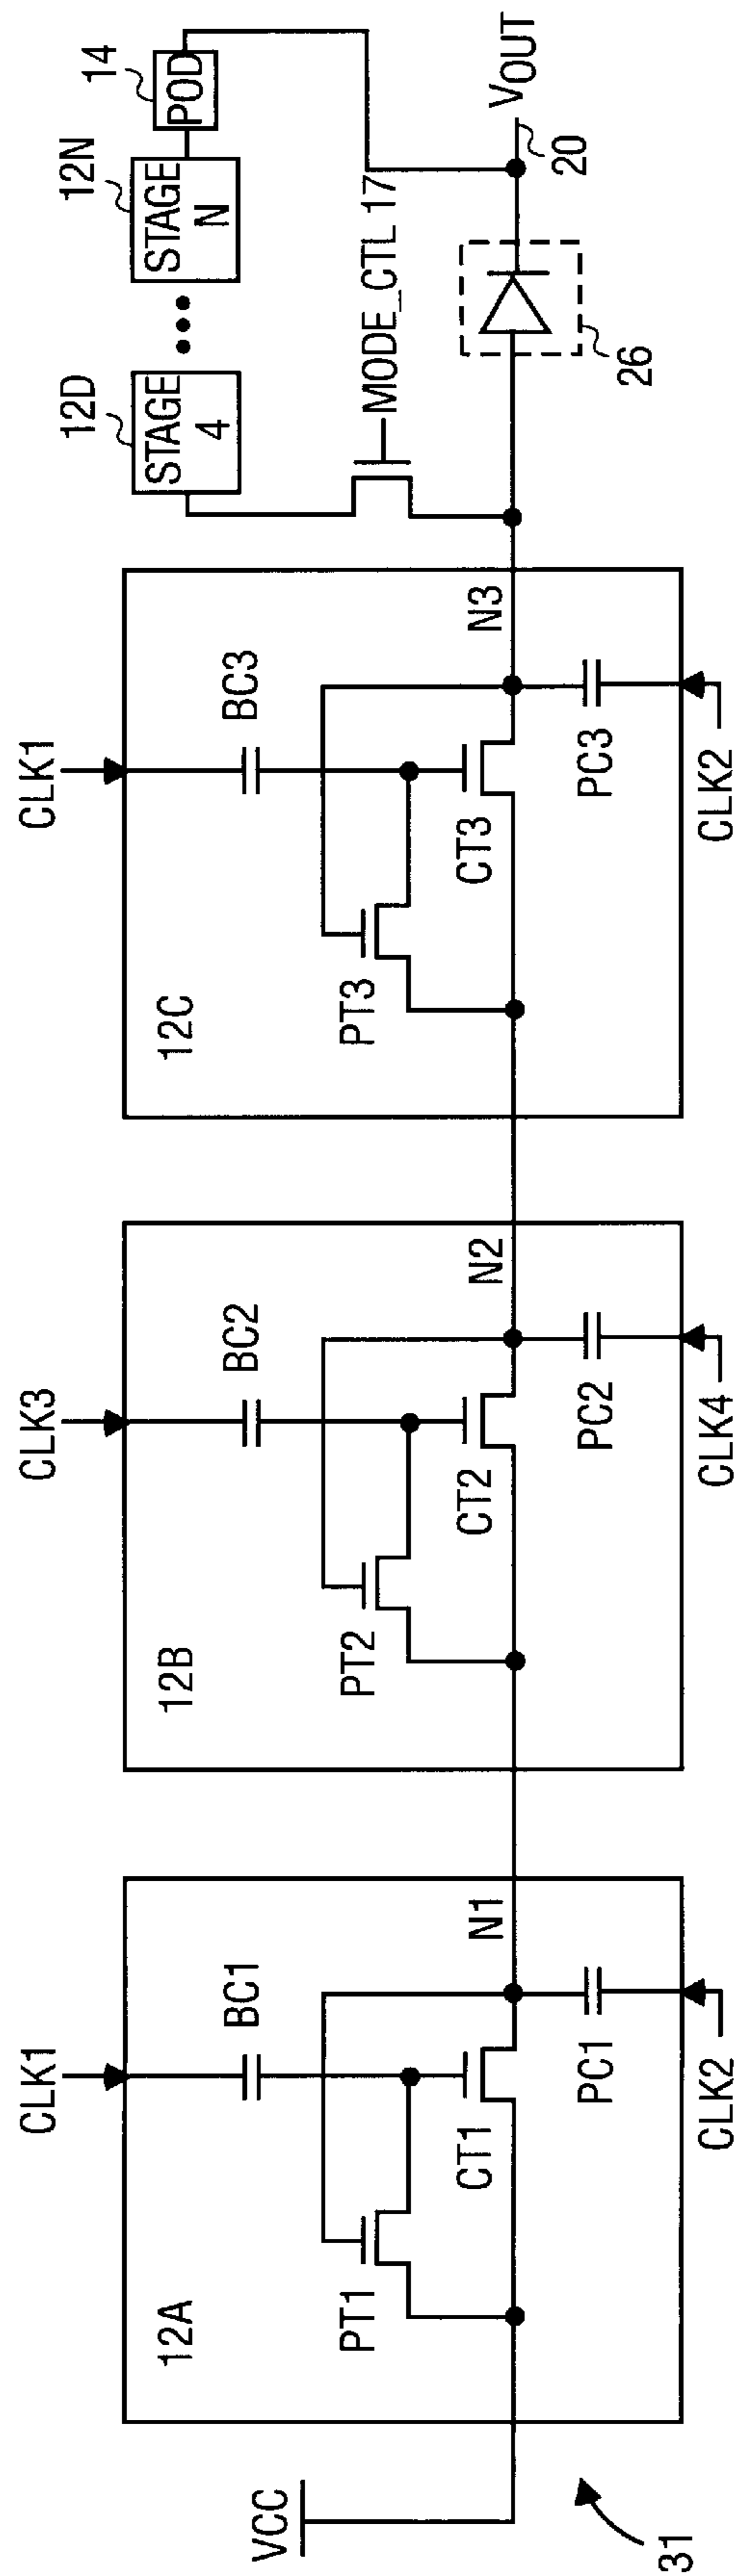 VCC
31
12A
CLK1
BC1
PT1
CT1
N1
PC1
CLK2
12B
CLK3
BC2
PT2
CT2
N2
PC2
CLK4
12C
CLK1
BC3
PT3
CT3
N3
PC3
CLK2
12D
STAGE
4
12N
STAGE
N
14
POD
MODE_CTL 17
26
20
VOUT